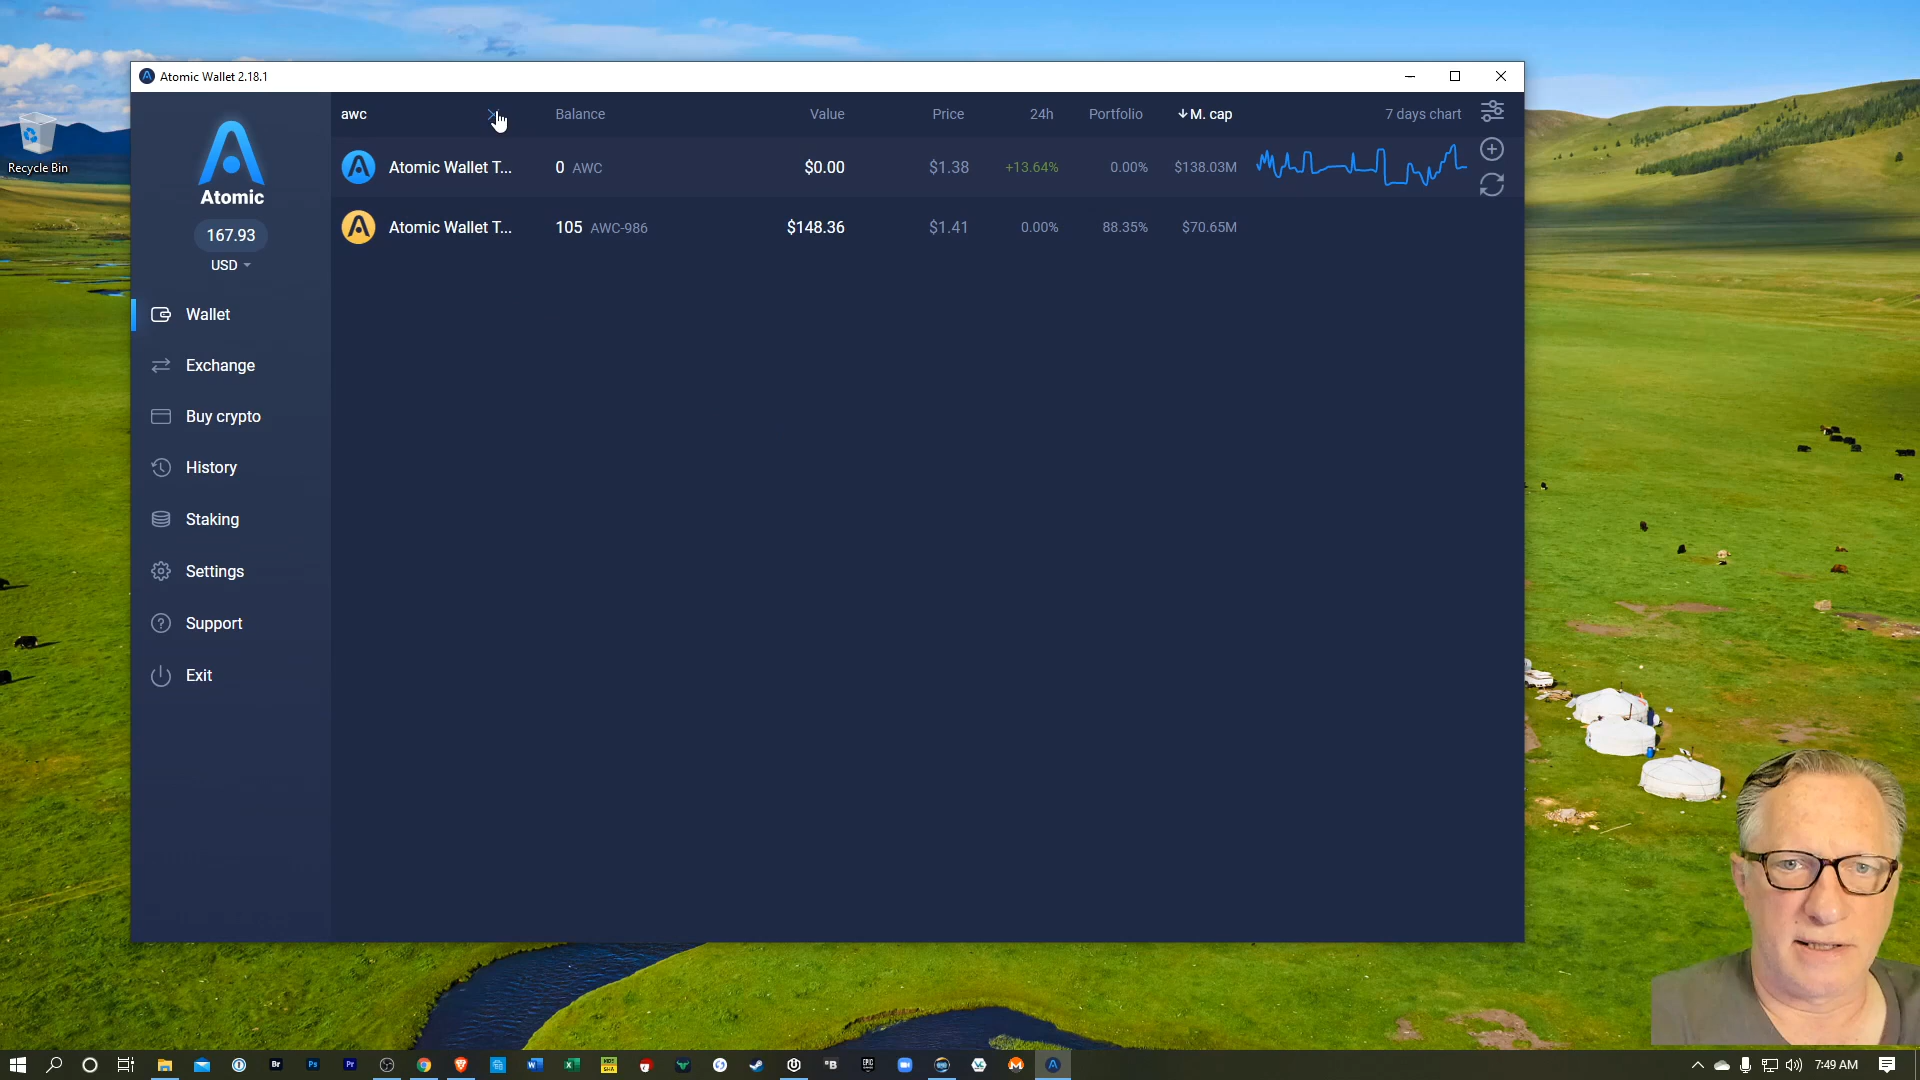 Atomic Wallet 2.18.1
Recycle Bin
Atomic
167.93
USD
Wallet
Exchange
Buy crypto
History
Staking
Settings
Support
Exit
awc Balance Value Price 24h Portfolio M. cap 7 days chart
Atomic Wallet T... 0 AWC $0.00 $1.38 +13.64% 0.00% $138.03M
Atomic Wallet T... 105 AWC-986 $148.36 $1.41 0.00% 88.35% $70.65M
Br Ps Pr
7:49 AM